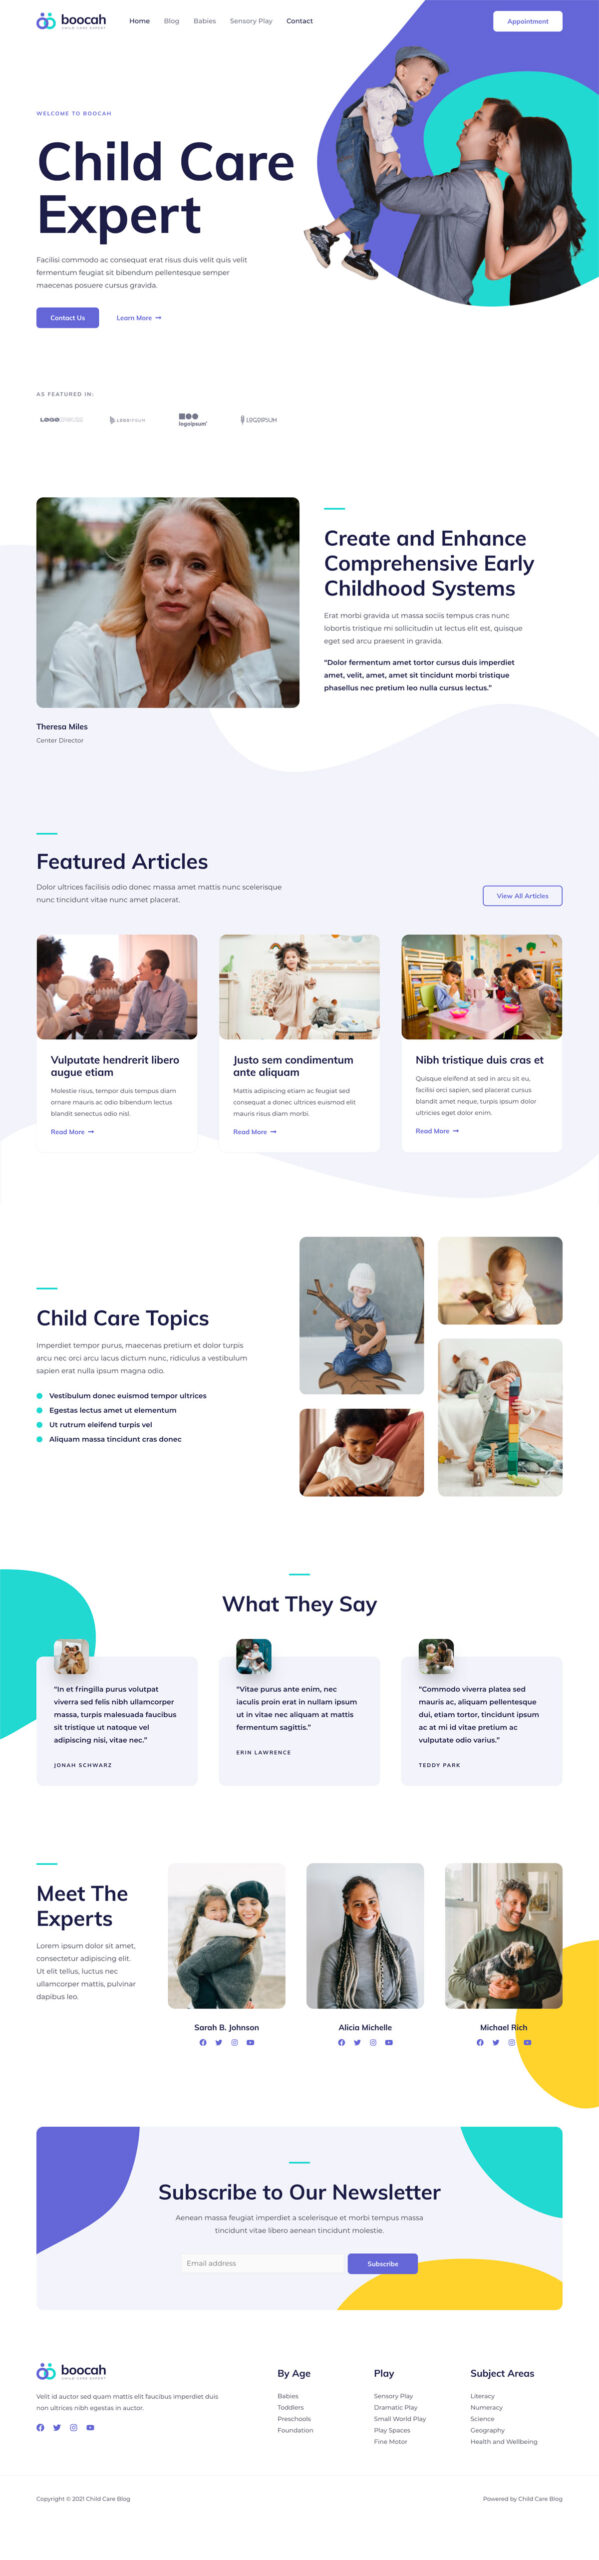 boocah
CHILD CARE EXPERT
Home
Blog
Babies
Sensory Play
Contact
Appointment
WELCOME TO BOOCAH
Child Care
Expert
Facilisi commodo ac consequat erat risus duis velit quis velit
fermentum feugiat sit bibendum pellentesque semper
maecenas posuere cursus gravida.
Contact Us
Learn More →
AS FEATURED IN:
LOGOIPSUM
logoipsum
LOGOIPSUM
Create and Enhance
Comprehensive Early
Childhood Systems
Erat morbi gravida ut massa sociis tempus cras nunc
lobortis tristique mi sollicitudin ut lectus elit est, quisque
eget sed arcu praesent in gravida.
"Dolor fermentum amet tortor cursus duis imperdiet
amet, velit, amet, amet sit tincidunt morbi tristique
phasellus nec pretium leo nulla cursus lectus."
Theresa Miles
Center Director
Featured Articles
Dolor ultrices facilisis odio donec massa amet mattis nunc scelerisque
nunc tincidunt vitae nunc amet placerat.
View All Articles
Vulputate hendrerit libero
augue etiam
Molestie risus, tempor duis tempus diam
ornare mauris ac odio bibendum lectus
blandit senectus odio nisl.
Read More →
Justo sem condimentum
ante aliquam
Mattis adipiscing etiam ac feugiat sed
consequat a donec ultrices euismod elit
mauris risus diam morbi.
Read More →
Nibh tristique duis cras et
Quisque eleifend at sed in arcu sit eu,
facilisi orci sapien, sed placerat cursus
blandit amet neque, turpis ipsum dolor
ultricies eget dolor enim.
Read More →
Child Care Topics
Imperdiet tempor purus, maecenas pretium et dolor turpis
arcu nec orci arcu lacus dictum nunc, ridiculus a vestibulum
sapien erat nulla ipsum magna odio.
Vestibulum donec euismod tempor ultrices
Egestas lectus amet ut elementum
Ut rutrum eleifend turpis vel
Aliquam massa tincidunt cras donec
What They Say
"In et fringilla purus volutpat
viverra sed felis nibh ullamcorper
massa, turpis malesuada faucibus
sit tristique ut natoque vel
adipiscing nisi, vitae nec."
JONAH SCHWARZ
"Vitae purus ante enim, nec
iaculis proin erat in nullam ipsum
ut in vitae nec aliquam at mattis
fermentum sagittis."
ERIN LAWRENCE
"Commodo viverra platea sed
mauris ac, aliquam pellentesque
dui, etiam tortor, tincidunt ipsum
ac at mi id vitae pretium ac
vulputate odio varius."
TEDDY PARK
Meet The
Experts
Lorem ipsum dolor sit amet,
consectetur adipiscing elit.
Ut elit tellus, luctus nec
ullamcorper mattis, pulvinar
dapibus leo.
Sarah B. Johnson
Alicia Michelle
Michael Rich
Subscribe to Our Newsletter
Aenean massa feugiat imperdiet a scelerisque et morbi tempus massa
tincidunt vitae libero aenean tincidunt molestie.
Email address
Subscribe
boocah
CHILD CARE EXPERT
Velit id auctor sed quam mattis elit faucibus imperdiet duis
non ultrices nibh egestas in auctor.
By Age
Babies
Toddlers
Preschools
Foundation
Play
Sensory Play
Dramatic Play
Small World Play
Play Spaces
Fine Motor
Subject Areas
Literacy
Numeracy
Science
Geography
Health and Wellbeing
Copyright © 2021 Child Care Blog
Powered by Child Care Blog